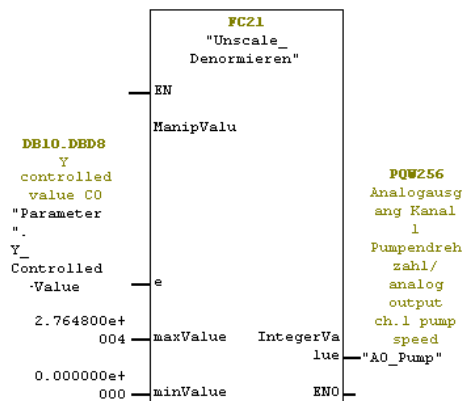 FC21
"Unscale_
Denormieren"
EN
ManipValu
DB10.DBD8
Y
controlled
value CO
"Parameter
".
Y_
Controlled
-Value
e
2.764800e+
004
maxValue
0.000000e+
000
minValue
PQW256
Analogausg
ang Kanal
1
Pumpendreh
zahl/
analog
output
ch.1 pump
speed
IntegerVa
lue
"AO_Pump"
ENO